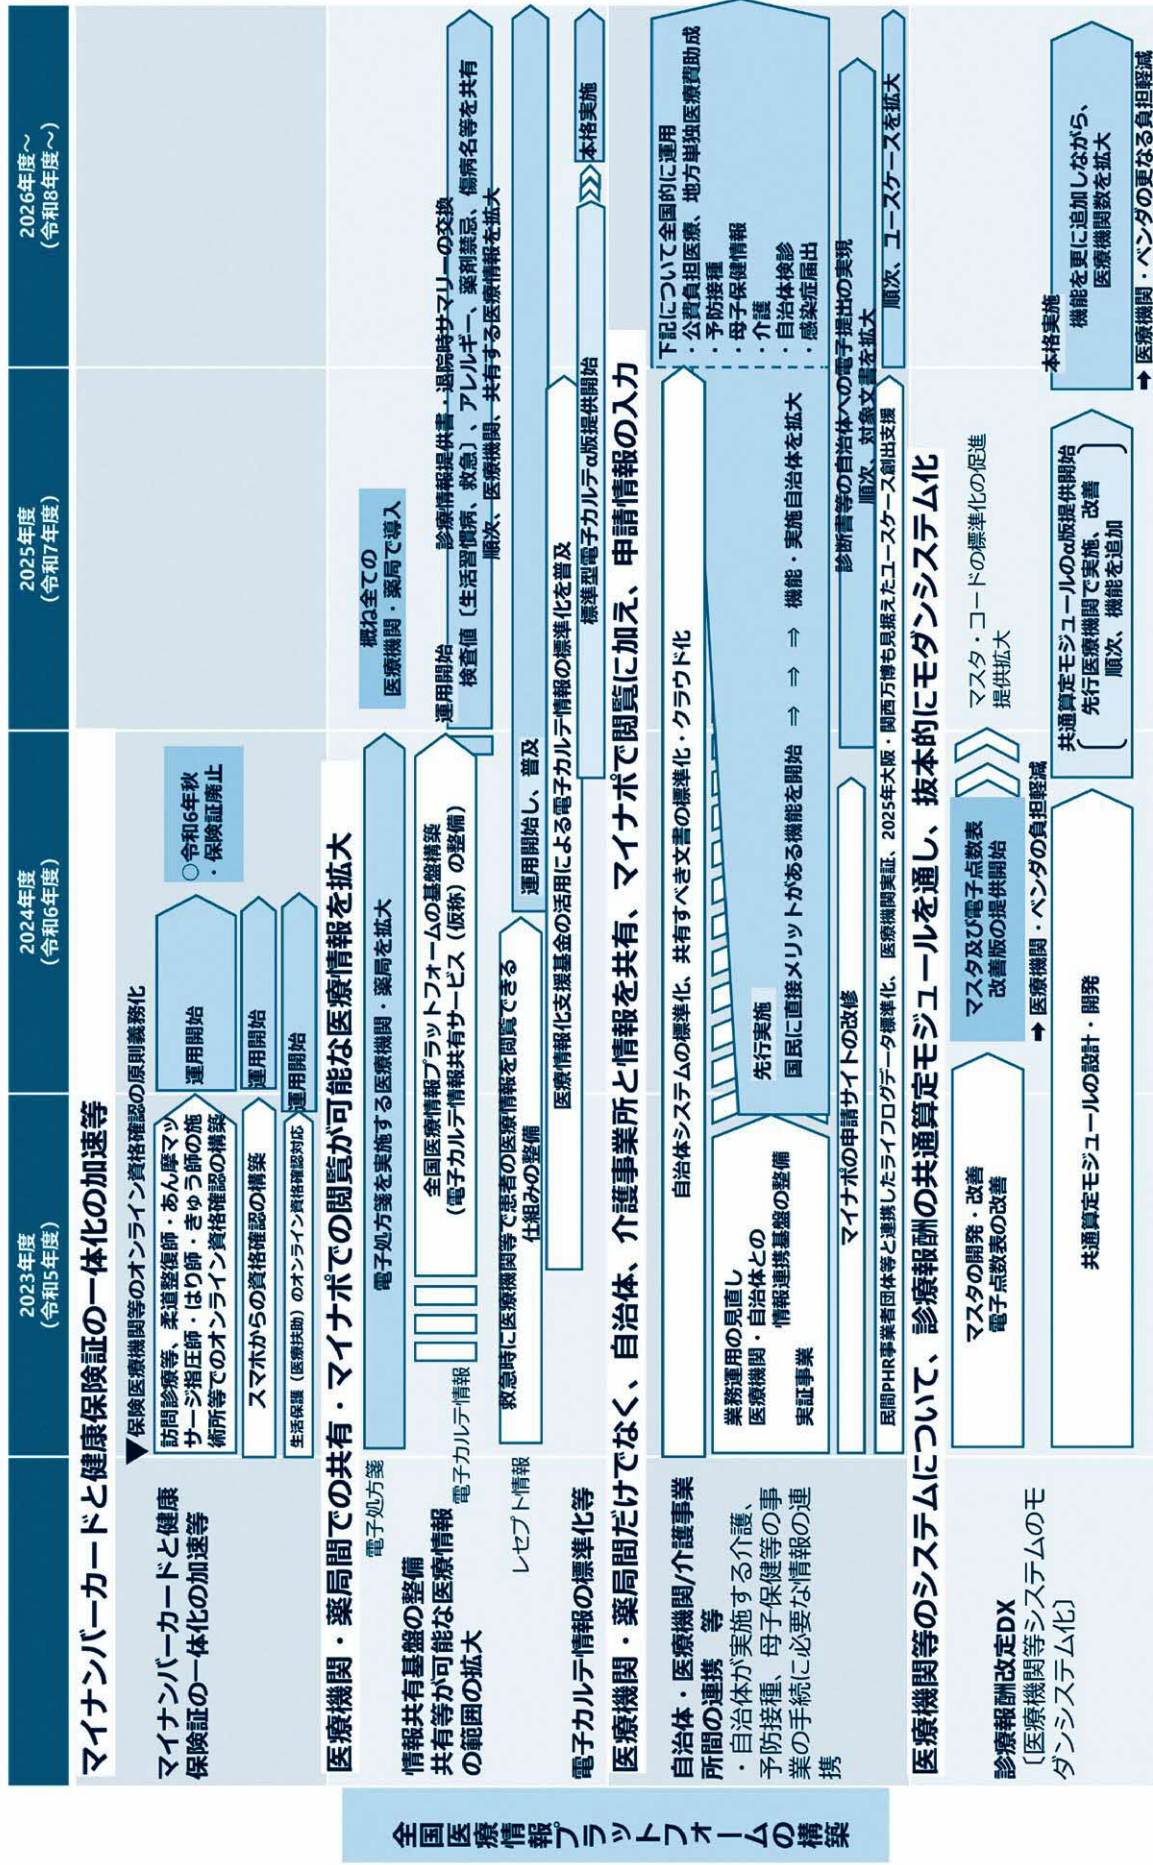 2023年度
(令和5年度)
2024年度
(令和6年度)
2025年度
(令和7年度)
2026年度～
(令和8年度～)
マイナンバーカードと健康保険証の一体化の加速等
マイナンバーカードと健康
保険証の一体化の加速等
▼保険医療機関等のオンライン資格確認の原則義務化
訪問診療等、柔道整復師・あん摩マッ
サージ指圧師・はり師・きゅう師の施
術所等でのオンライン資格確認の構築
運用開始
○令和6年秋
・保険証廃止
スマホからの資格確認の構築
運用開始
生活保護（医療扶助）のオンライン資格確認対応
運用開始
全国医療情報プラットフォームの構築
医療機関・薬局間での共有・マイナポでの閲覧が可能な医療情報を拡大
情報共有基盤の整備
共有等が可能な医療情報
の範囲の拡大
電子処方箋
電子処方箋を実施する医療機関・薬局を拡大
概ね全ての
医療機関・薬局で導入
電子カルテ情報
全国医療情報プラットフォームの基盤構築
（電子カルテ情報共有サービス（仮称）の整備）
運用開始
診療情報提供書・退院時サマリーの交換
検査値〔生活習慣病、救急〕、アレルギー、薬剤禁忌、傷病名等を共有
順次、医療機関、共有する医療情報を拡大
レセプト情報
救急時に医療機関等で患者の医療情報を閲覧できる
仕組みの整備
運用開始し、普及
電子カルテ情報の標準化等
医療情報化支援基金の活用による電子カルテ情報の標準化を普及
標準型電子カルテα版提供開始
本格実施
医療機関・薬局間だけでなく、自治体、介護事業所と情報を共有、マイナポで閲覧に加え、申請情報の入力
自治体・医療機関/介護事業
所間の連携　等
・自治体が実施する介護、
予防接種、母子保健等の事
業の手続に必要な情報の連
携
自治体システムの標準化、共有すべき文書の標準化・クラウド化
業務運用の見直し
医療機関・自治体との
情報連携基盤の整備
実証事業
先行実施
国民に直接メリットがある機能を開始　⇒　⇒　⇒　機能・実施自治体を拡大
下記について全国的に運用
・公費負担医療、地方単独医療費助成
・予防接種
・母子保健情報
・介護
・自治体検診
・感染症届出
マイナポの申請サイトの改修
診断書等の自治体への電子提出の実現
順次、対象文書を拡大
民間PHR事業者団体等と連携したライフログデータ標準化、医療機関実証、2025年大阪・関西万博も見据えたユースケース創出支援
順次、ユースケースを拡大
医療機関等のシステムについて、診療報酬の共通算定モジュールを通し、抜本的にモダンシステム化
診療報酬改定DX
〔医療機関等システムのモ
ダンシステム化〕
マスタの開発・改善
電子点数表の改善
マスタ及び電子点数表
改善版の提供開始
マスタ・コードの標準化の促進
提供拡大
➡ 医療機関・ベンダの負担軽減
共通算定モジュールの設計・開発
共通算定モジュールのα版提供開始
先行医療機関で実施、改善
順次、機能を追加
本格実施
機能を更に追加しながら、
医療機関数を拡大
➡ 医療機関・ベンダの更なる負担軽減